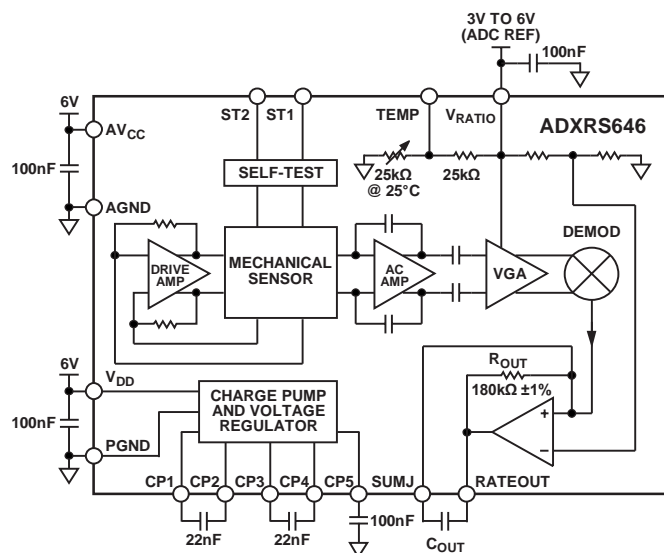 3V TO 6V
(ADC REF)
100nF
6V
ST2
ST1
TEMP
VRATIO
ADXRS646
AVCC
100nF
25kΩ
@ 25°C
25kΩ
SELF-TEST
AGND
DEMOD
DRIVE
AMP
MECHANICAL
SENSOR
AC
AMP
VGA
6V
VDD
ROUT
180kΩ ±1%
100nF
CHARGE PUMP
AND VOLTAGE
REGULATOR
+
−
PGND
CP1
CP2
CP3
CP4
CP5
SUMJ
RATEOUT
22nF
22nF
100nF
COUT